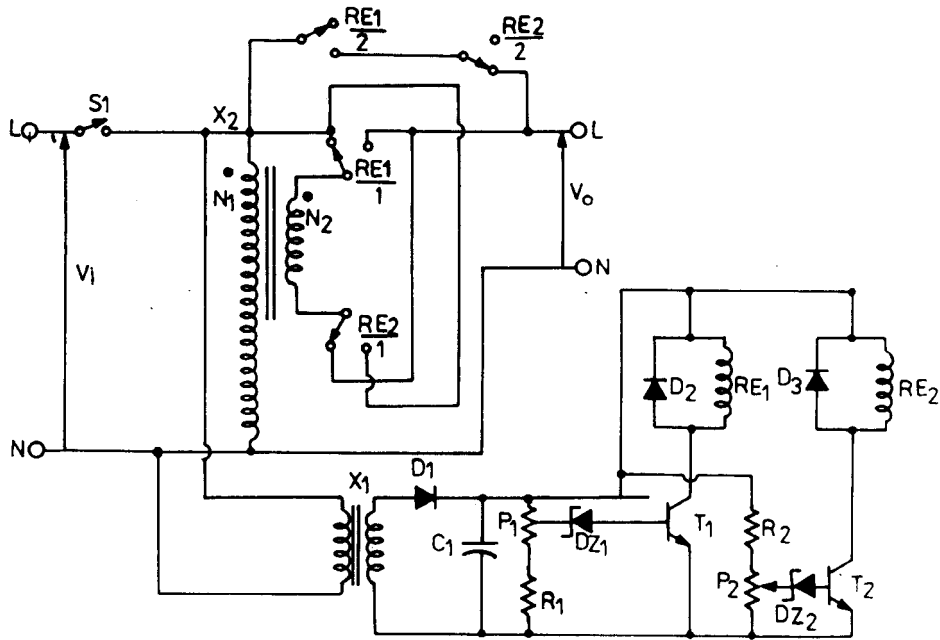 RE1
2
RE2
2
S1
X2
L
L
RE1
1
N1
N2
Vo
Vi
N
RE2
1
D2
RE1
D3
RE2
N
D1
X1
P1
T1
C1
DZ1
R2
R1
P2
T2
DZ2